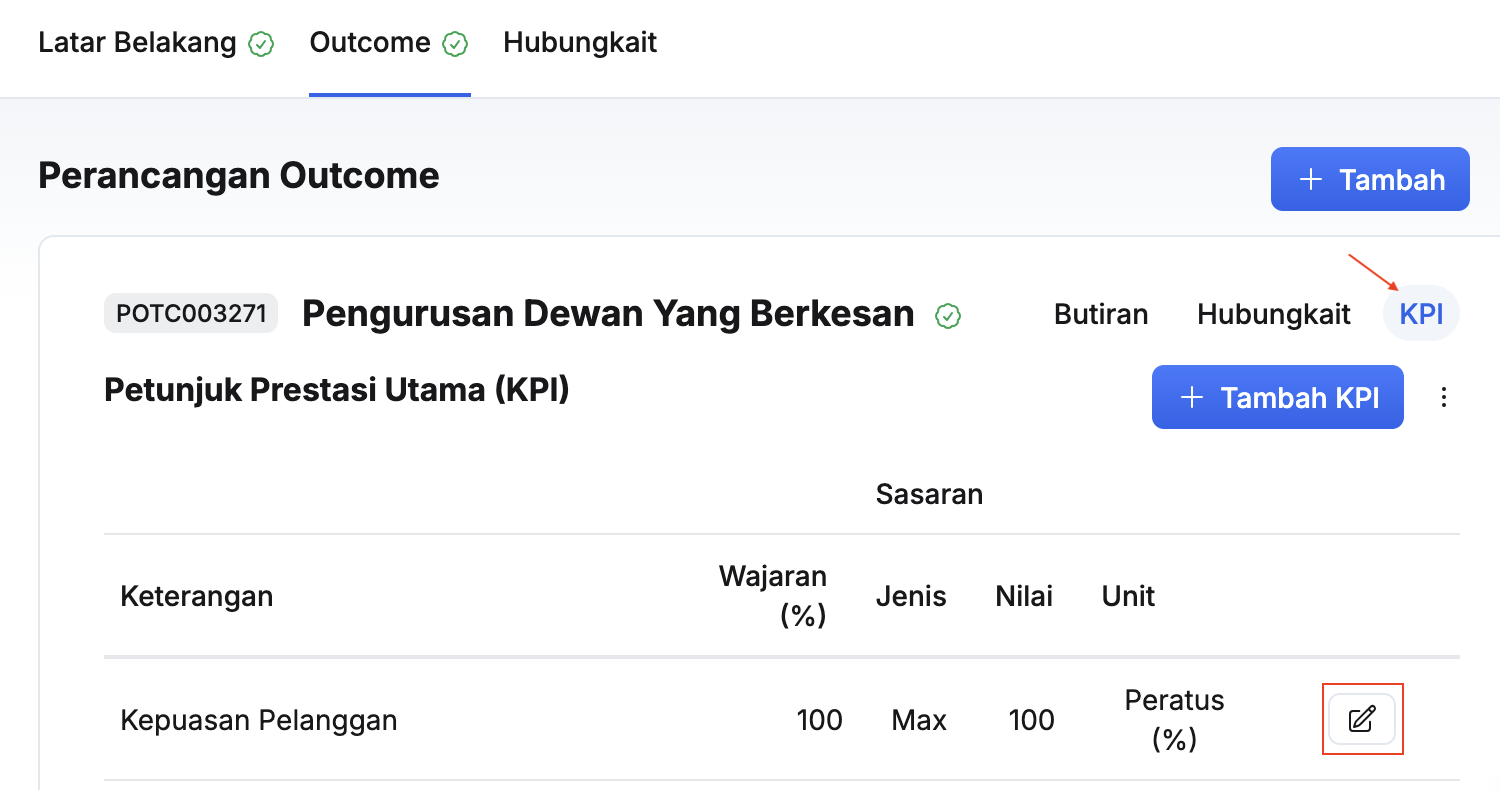 Latar Belakang Outcome Hubungkait
Perancangan Outcome
+ Tambah
POTC003271 Pengurusan Dewan Yang Berkesan Butiran Hubungkait KPI
Petunjuk Prestasi Utama (KPI)
+ Tambah KPI
Sasaran
Keterangan Wajaran (%) Jenis Nilai Unit
Kepuasan Pelanggan 100 Max 100 Peratus (%)